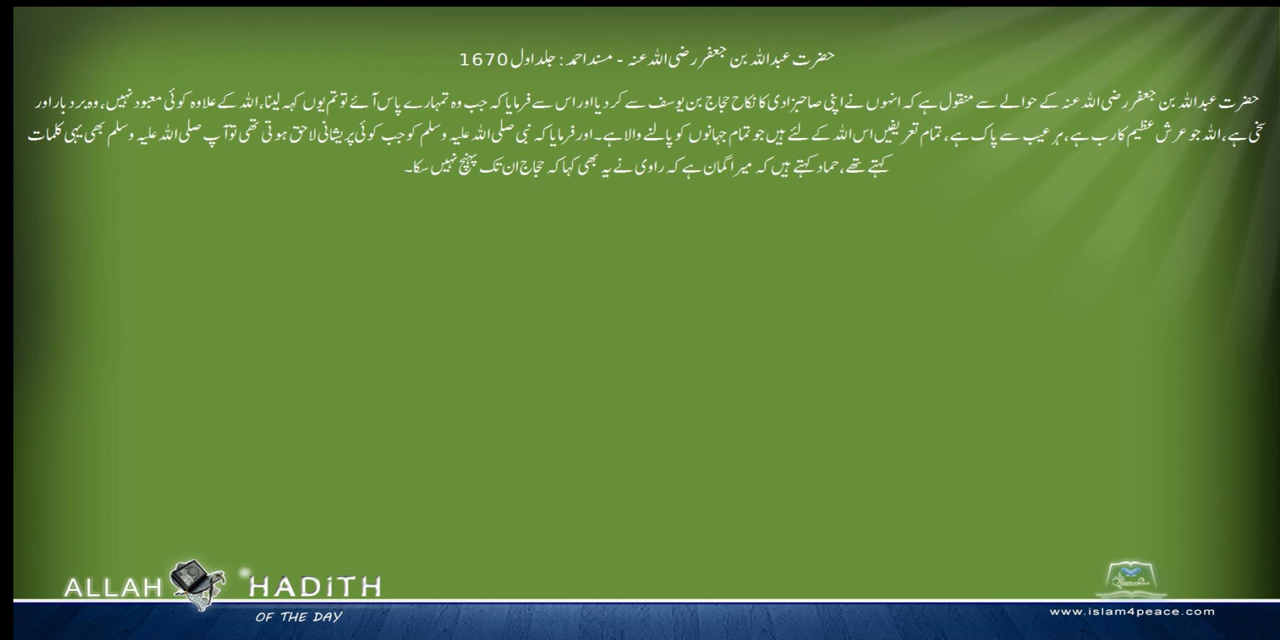 حضرت عبداللہ بن جعفر رضی اللہ عنہ - مسند احمد: جلد اول 1670
حضرت عبداللہ بن جعفر رضی اللہ عنہ کے حوالے سے منقول ہے کہ انہوں نے اپنی صاحبزادی کا نکاح حجاج بن یوسف سے کر دیا اور اس سے فرمایا کہ جب وہ تمہارے پاس آئے تو تم یوں کہہ لینا، اللہ کے علاوہ کوئی معبود نہیں، وہ بردبار اور
سخی ہے، اللہ جو عرش عظیم کا رب ہے، ہر عیب سے پاک ہے، تمام تعریفیں اس اللہ کے لئے ہیں جو تمام جہانوں کو پالنے والا ہے۔ اور فرمایا کہ نبی صلی اللہ علیہ وسلم کو جب کوئی پریشانی لاحق ہوتی تھی تو آپ صلی اللہ علیہ وسلم بھی یہی کلمات
کہتے تھے، حماد کہتے ہیں کہ میرا گمان ہے کہ راوی نے یہ بھی کہا کہ حجاج ان تک پہنچ نہیں سکا۔
ALLAH HADITH
OF THE DAY
www.islam4peace.com